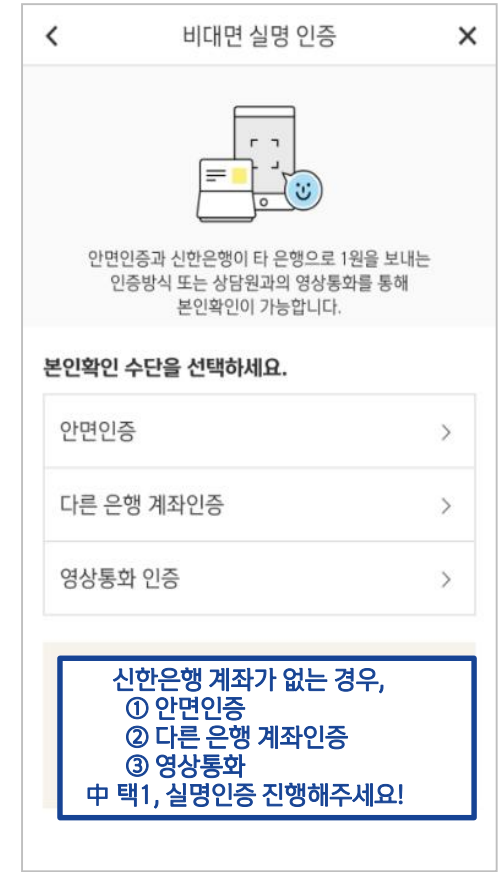 비대면 실명 인증
안면인증과 신한은행이 타 은행으로 1원을 보내는
인증방식 또는 상담원과의 영상통화를 통해
본인확인이 가능합니다.
본인확인 수단을 선택하세요.
안면인증
다른 은행 계좌인증
영상통화 인증
신한은행 계좌가 없는 경우,
① 안면인증
② 다른 은행 계좌인증
③ 영상통화
中 택1, 실명인증 진행해주세요!